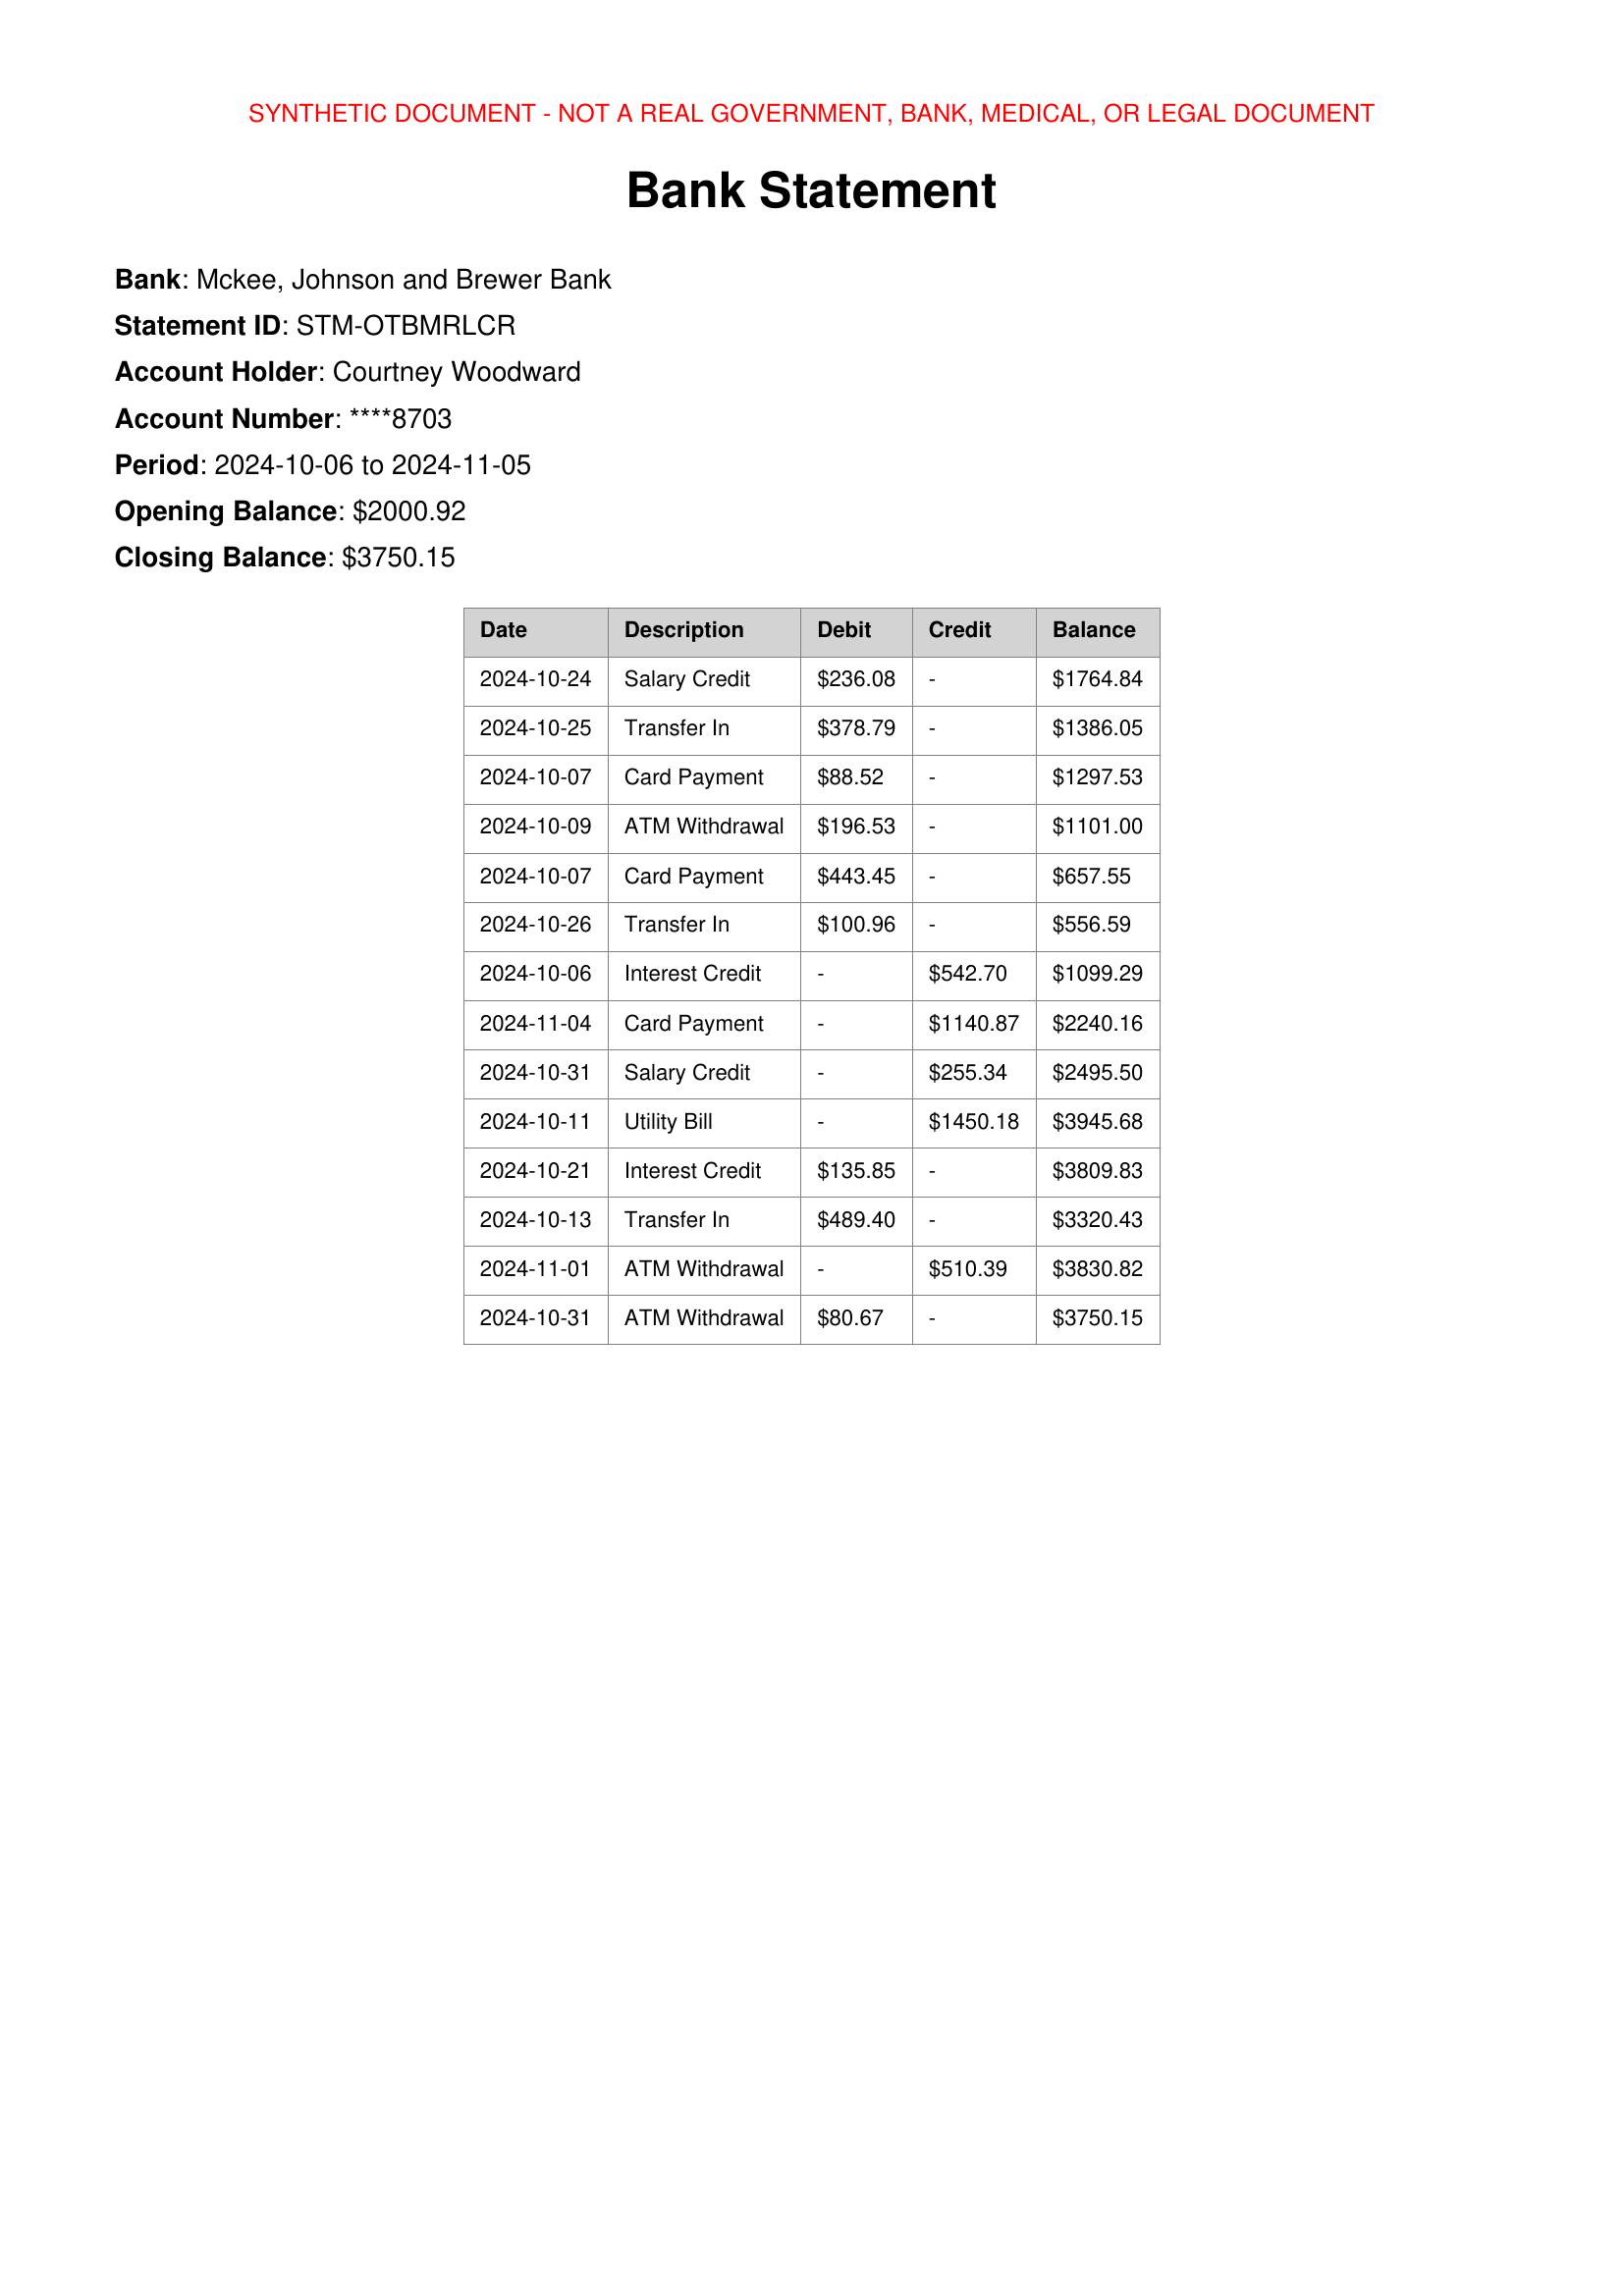 SYNTHETIC DOCUMENT - NOT A REAL GOVERNMENT, BANK, MEDICAL, OR LEGAL DOCUMENT
Bank Statement
Bank: Mckee, Johnson and Brewer Bank
Statement ID: STM-OTBMRLCR
Account Holder: Courtney Woodward
Account Number: ****8703
Period: 2024-10-06 to 2024-11-05
Opening Balance: $2000.92
Closing Balance: $3750.15
Date Description Debit Credit Balance
2024-10-24 Salary Credit $236.08 - $1764.84
2024-10-25 Transfer In $378.79 - $1386.05
2024-10-07 Card Payment $88.52 - $1297.53
2024-10-09 ATM Withdrawal $196.53 - $1101.00
2024-10-07 Card Payment $443.45 - $657.55
2024-10-26 Transfer In $100.96 - $556.59
2024-10-06 Interest Credit - $542.70 $1099.29
2024-11-04 Card Payment - $1140.87 $2240.16
2024-10-31 Salary Credit - $255.34 $2495.50
2024-10-11 Utility Bill - $1450.18 $3945.68
2024-10-21 Interest Credit $135.85 - $3809.83
2024-10-13 Transfer In $489.40 - $3320.43
2024-11-01 ATM Withdrawal - $510.39 $3830.82
2024-10-31 ATM Withdrawal $80.67 - $3750.15